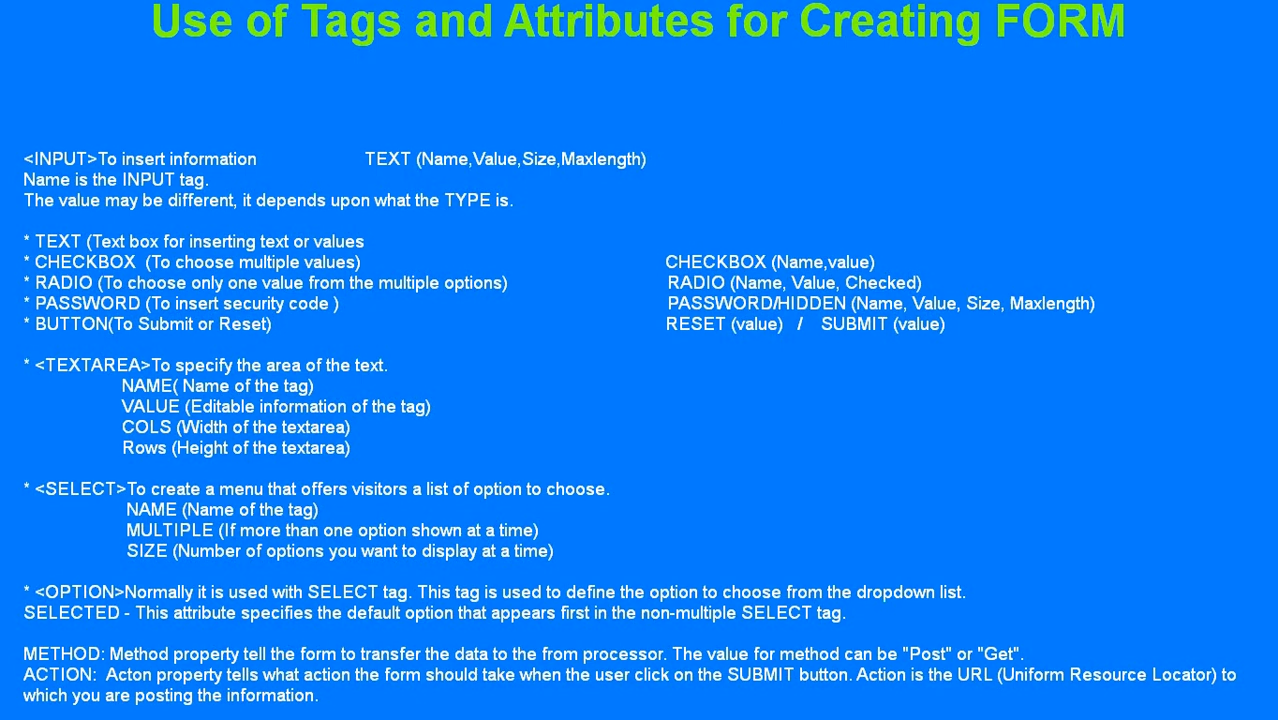 Use of Tags and Attributes for Creating FORM
<INPUT>To insert information TEXT (Name,Value,Size,Maxlength)
Name is the INPUT tag.
The value may be different, it depends upon what the TYPE is.
* TEXT (Text box for inserting text or values
* CHECKBOX (To choose multiple values) CHECKBOX (Name,value)
* RADIO (To choose only one value from the multiple options) RADIO (Name, Value, Checked)
* PASSWORD (To insert security code ) PASSWORD/HIDDEN (Name, Value, Size, Maxlength)
* BUTTON(To Submit or Reset) RESET (value) / SUBMIT (value)
* <TEXTAREA>To specify the area of the text.
NAME( Name of the tag)
VALUE (Editable information of the tag)
COLS (Width of the textarea)
Rows (Height of the textarea)
* <SELECT>To create a menu that offers visitors a list of option to choose.
NAME (Name of the tag)
MULTIPLE (If more than one option shown at a time)
SIZE (Number of options you want to display at a time)
* <OPTION>Normally it is used with SELECT tag. This tag is used to define the option to choose from the dropdown list.
SELECTED - This attribute specifies the default option that appears first in the non-multiple SELECT tag.
METHOD: Method property tell the form to transfer the data to the from processor. The value for method can be "Post" or "Get".
ACTION: Acton property tells what action the form should take when the user click on the SUBMIT button. Action is the URL (Uniform Resource Locator) to
which you are posting the information.